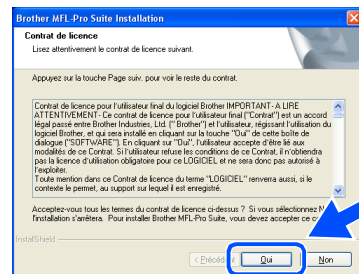 Brother MFL-Pro Suite Installation
Contrat de licence
Lisez attentivement le contrat de licence suivant.
Appuyez sur la touche Page suiv. pour voir le reste du contrat.
Contrat de licence pour l'utilisateur final du logiciel Brother IMPORTANT- A LIRE
ATTENTIVEMENT- Ce contrat de licence pour l'utilisateur final ("Contrat") est un accord
légal passé entre Brother Industries, Ltd. ("Brother") et l'utilisateur, régissant l'utilisation du
logiciel Brother, et qui sera installé en cliquant sur la touche "Oui" de cette boîte de
dialogue ("SOFTWARE"). En cliquant sur "Oui", l'utilisateur accepte d'être lié aux
modalités de ce Contrat. Si l'utilisateur refuse les conditions de ce Contrat, il n'obtiendra
pas la licence d'utilisation obligatoire pour ce LOGICIEL et ne sera donc pas autorisé à
l'exploiter.
Toute mention dans ce Contrat de licence du terme "LOGICIEL" renverra aussi, si le
contexte le permet, au support sur lequel il est enregistré.
Acceptez-vous tous les termes du contrat de licence ci-dessus ? Si vous sélectionnez
l'installation s'arrêtera. Pour installer Brother MFL-Pro Suite, vous devez accepter ce
InstallShield
< Précéd
Oui
Non